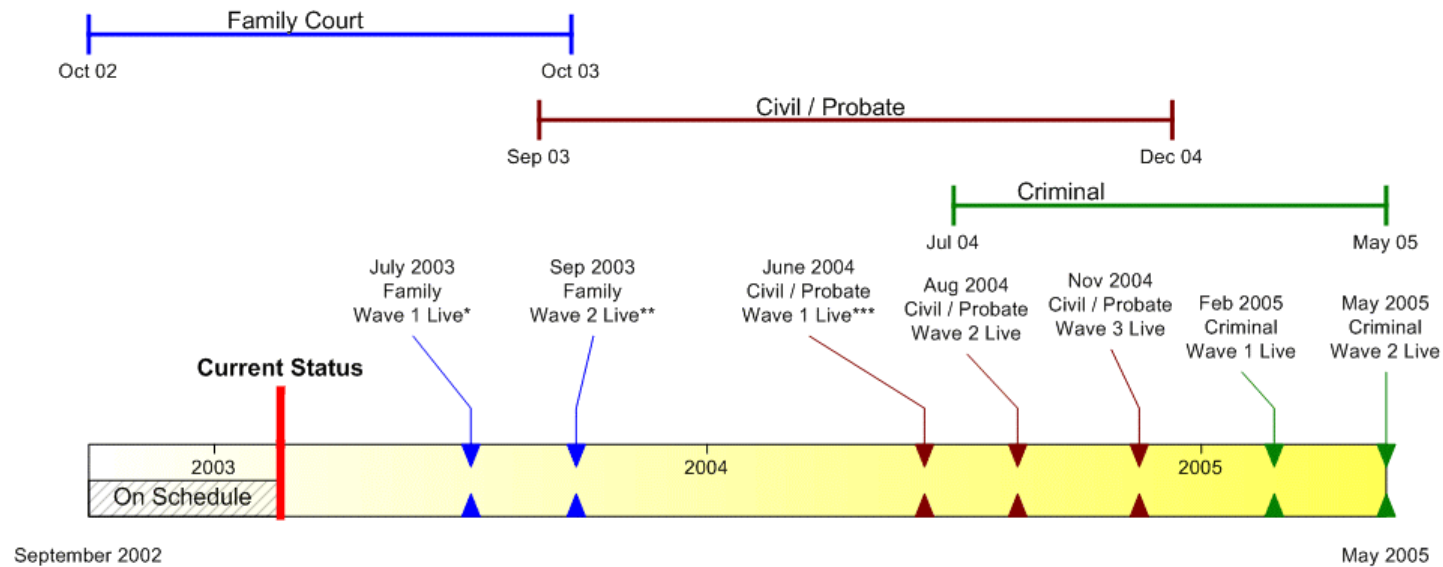 Family Court
Oct 02
Oct 03
Civil / Probate
Sep 03
Dec 04
Criminal
Jul 04
May 05
July 2003
Family
Wave 1 Live*
Sep 2003
Family
Wave 2 Live**
June 2004
Civil / Probate
Wave 1 Live***
Aug 2004
Civil / Probate
Wave 2 Live
Nov 2004
Civil / Probate
Wave 3 Live
Feb 2005
Criminal
Wave 1 Live
May 2005
Criminal
Wave 2 Live
Current Status
2003
2004
2005
On Schedule
September 2002
May 2005